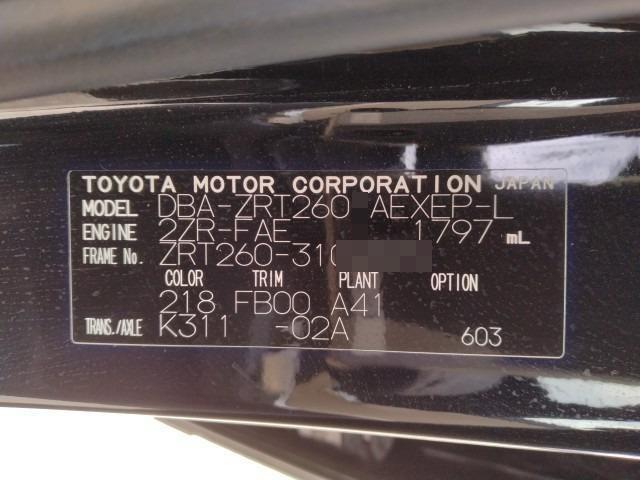 TOYOTA MOTOR CORPORATION JAPAN
MODEL DBA-ZRT260 AEXEP-L
ENGINE 2ZR-FAE 1797 mL
FRAME No. ZRT260-310
COLOR TRIM PLANT OPTION
218 FB00 A41
TRANS./AXLE K311 -02A 603